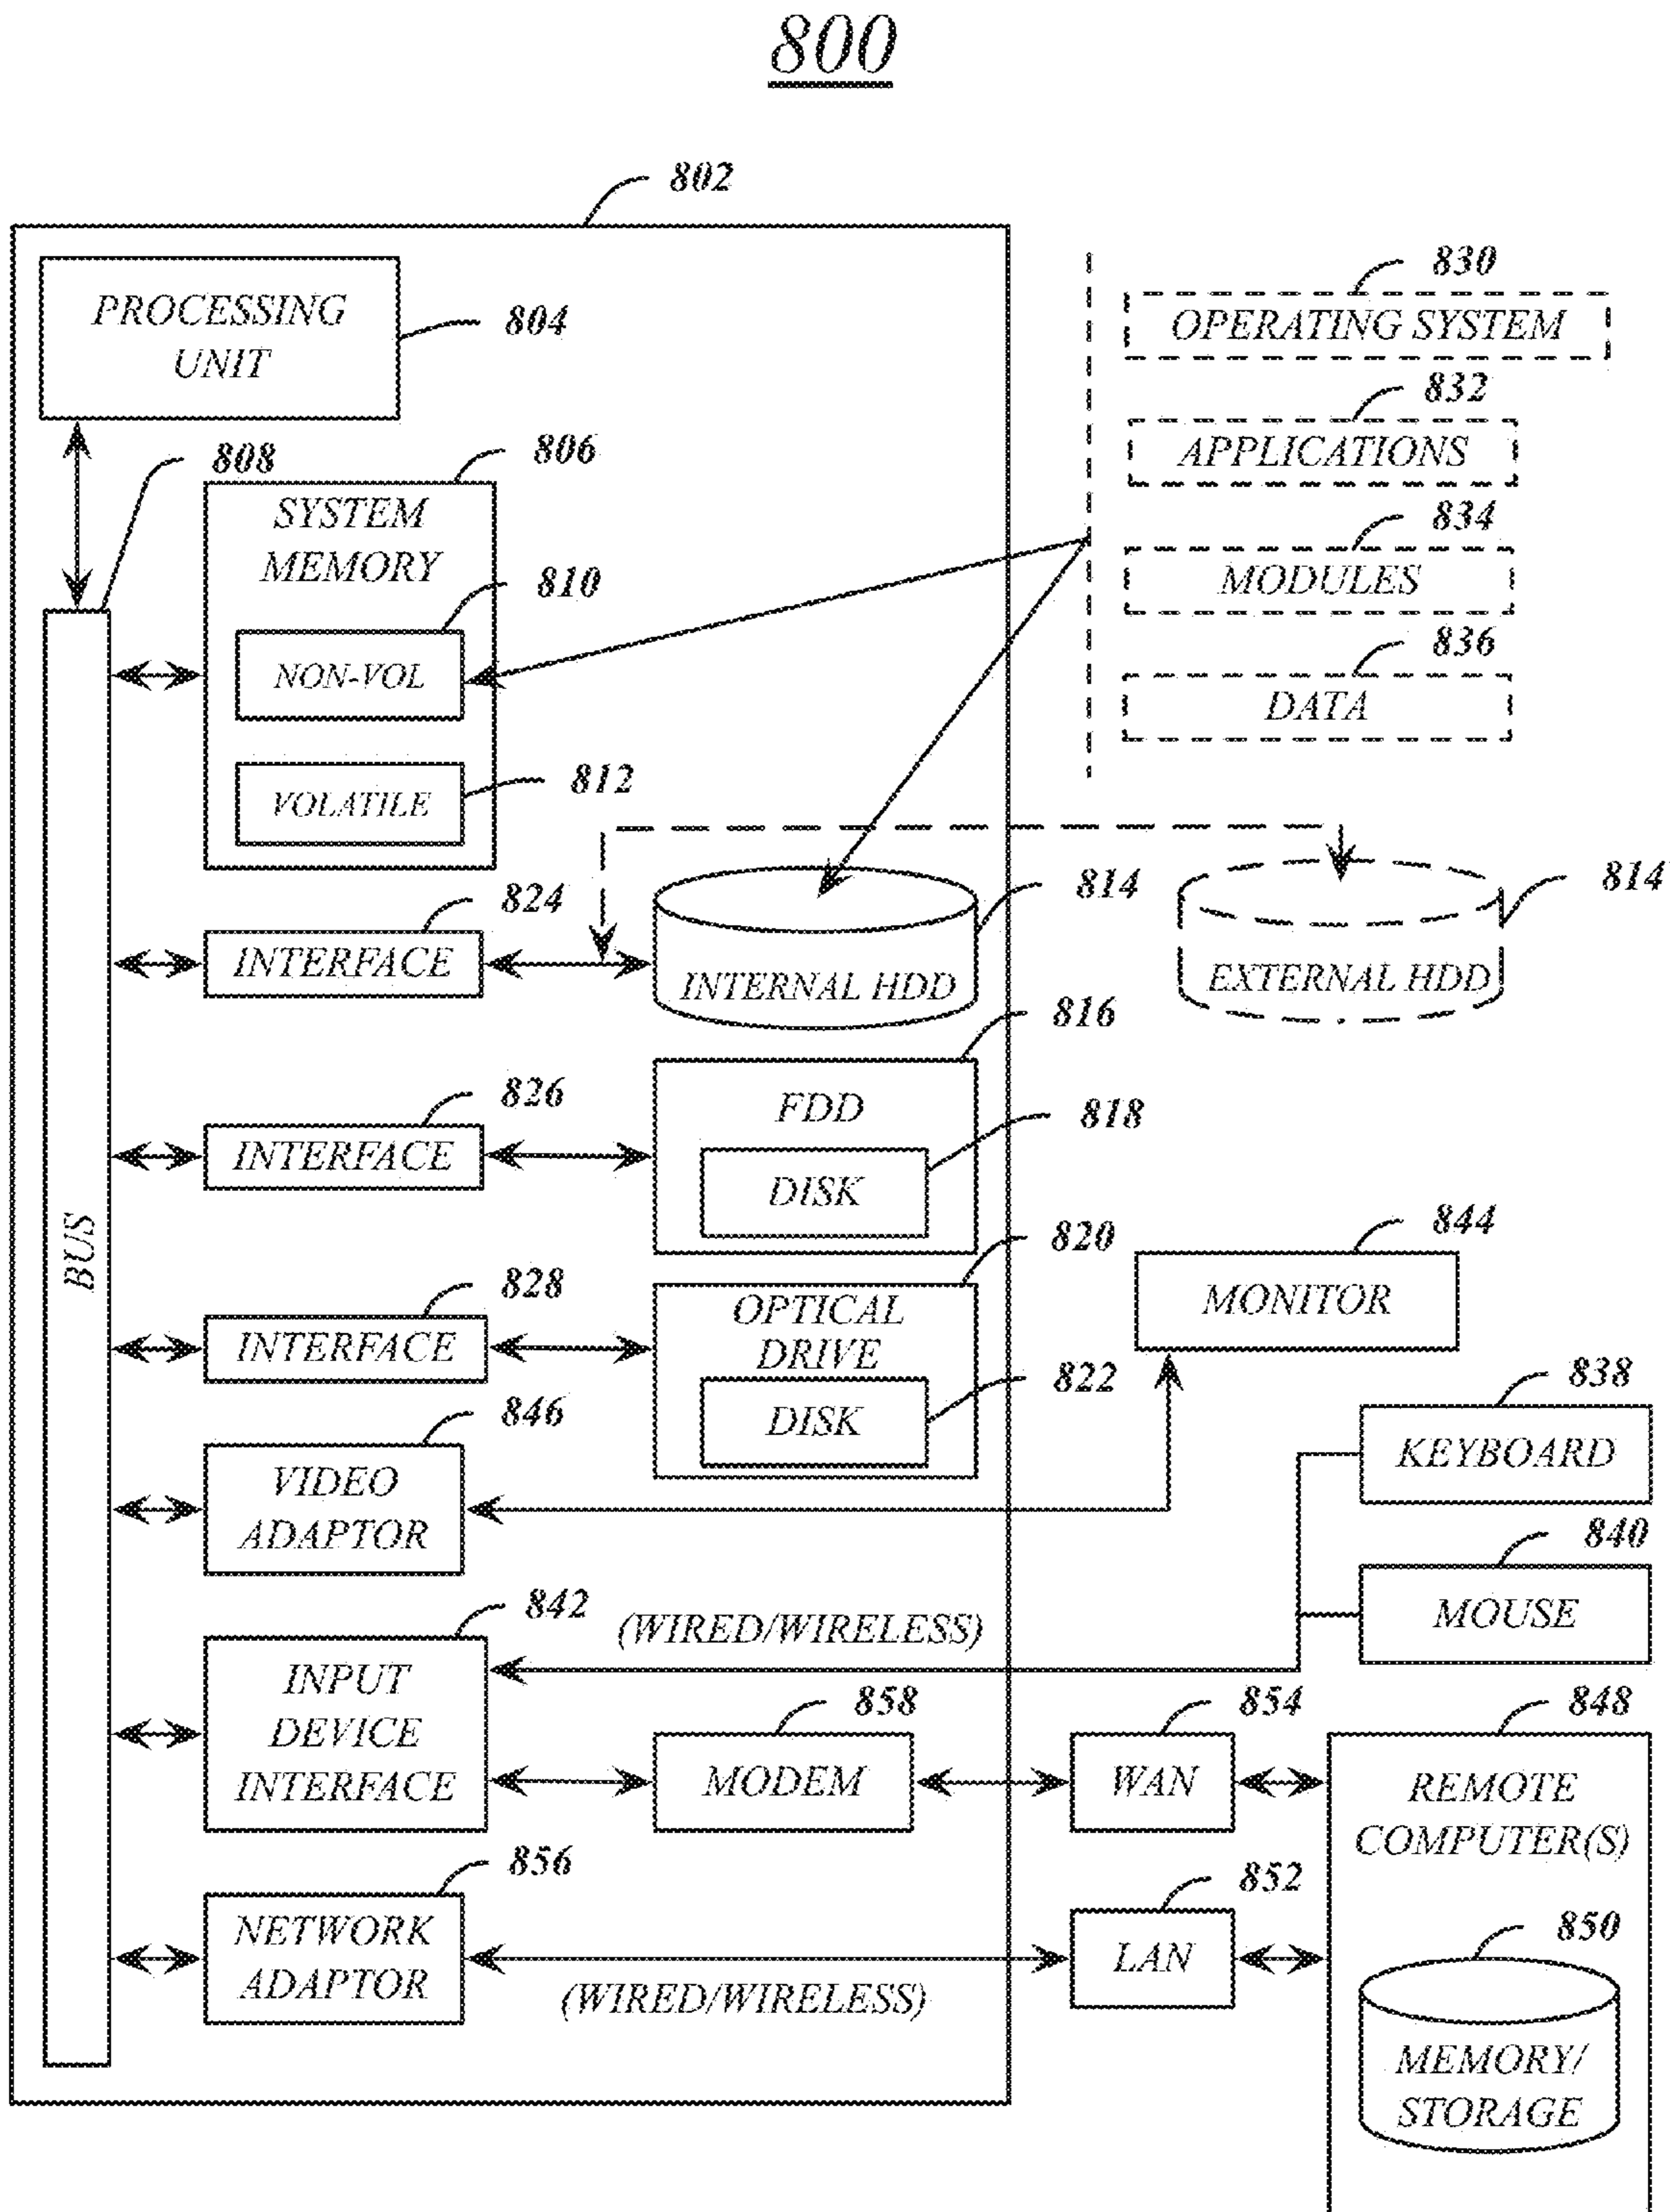 800
802
PROCESSING
UNIT
804
830
OPERATING SYSTEM
832
APPLICATIONS
834
MODULES
836
DATA
808
806
SYSTEM
MEMORY
810
NON-VOL
812
VOLATILE
824
INTERFACE
814
INTERNAL HDD
814
EXTERNAL HDD
826
INTERFACE
816
FDD
818
DISK
BUS
828
INTERFACE
820
OPTICAL
DRIVE
822
DISK
844
MONITOR
846
VIDEO
ADAPTOR
838
KEYBOARD
840
MOUSE
842
INPUT
DEVICE
INTERFACE
(WIRED/WIRELESS)
858
MODEM
854
WAN
848
REMOTE
COMPUTER(S)
856
NETWORK
ADAPTOR
(WIRED/WIRELESS)
852
LAN
850
MEMORY/
STORAGE